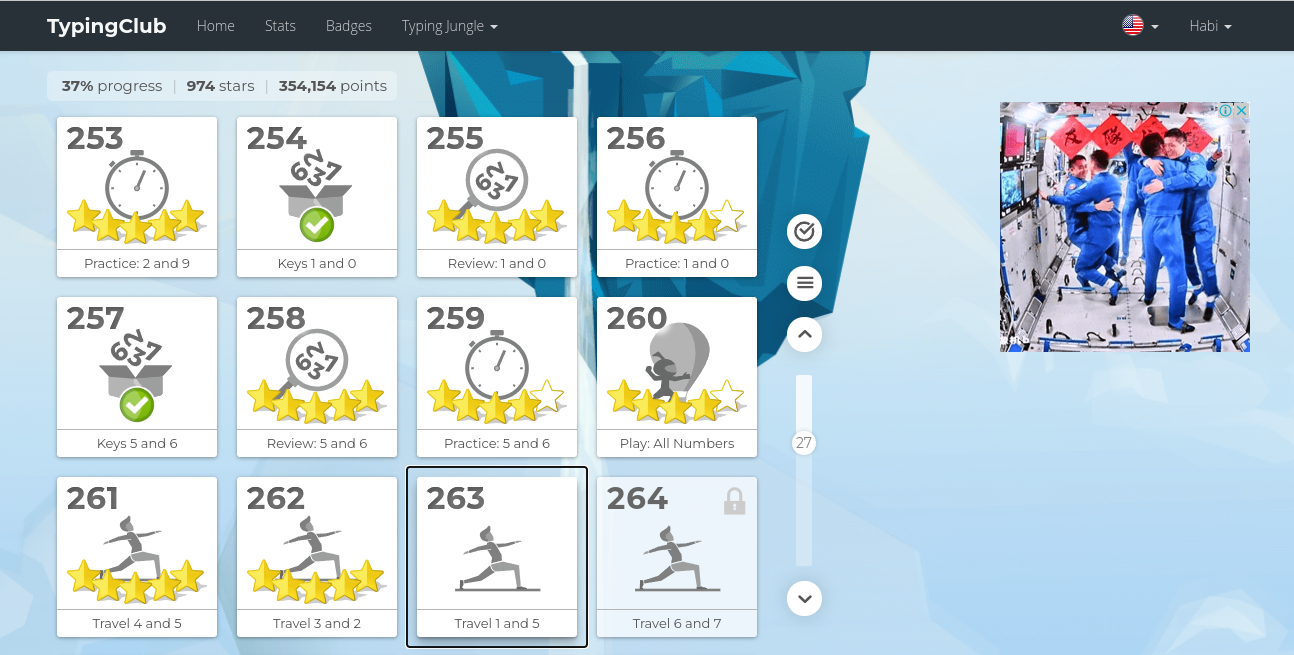 TypingClub Home Stats Badges Typing Jungle Habi
37% progress | 974 stars | 354,154 points
253 254 255 256
Practice: 2 and 9 Keys 1 and 0 Review: 1 and 0 Practice: 1 and 0
257 258 259 260
Keys 5 and 6 Review: 5 and 6 Practice: 5 and 6 Play: All Numbers
27
261 262 263 264
Travel 4 and 5 Travel 3 and 2 Travel 1 and 5 Travel 6 and 7